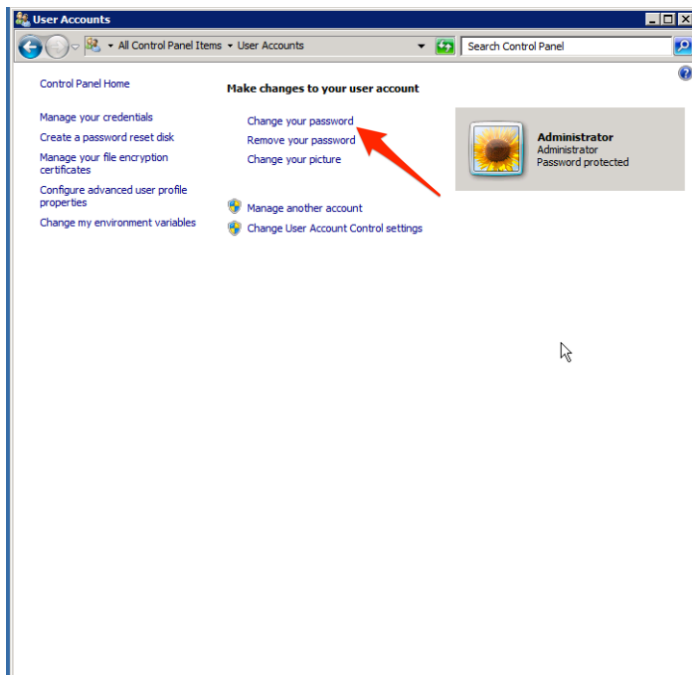 User Accounts
All Control Panel Items
User Accounts
Search Control Panel
Control Panel Home
Manage your credentials
Create a password reset disk
Manage your file encryption
certificates
Configure advanced user profile
properties
Change my environment variables
Make changes to your user account
Change your password
Remove your password
Change your picture
Manage another account
Change User Account Control settings
Administrator
Administrator
Password protected